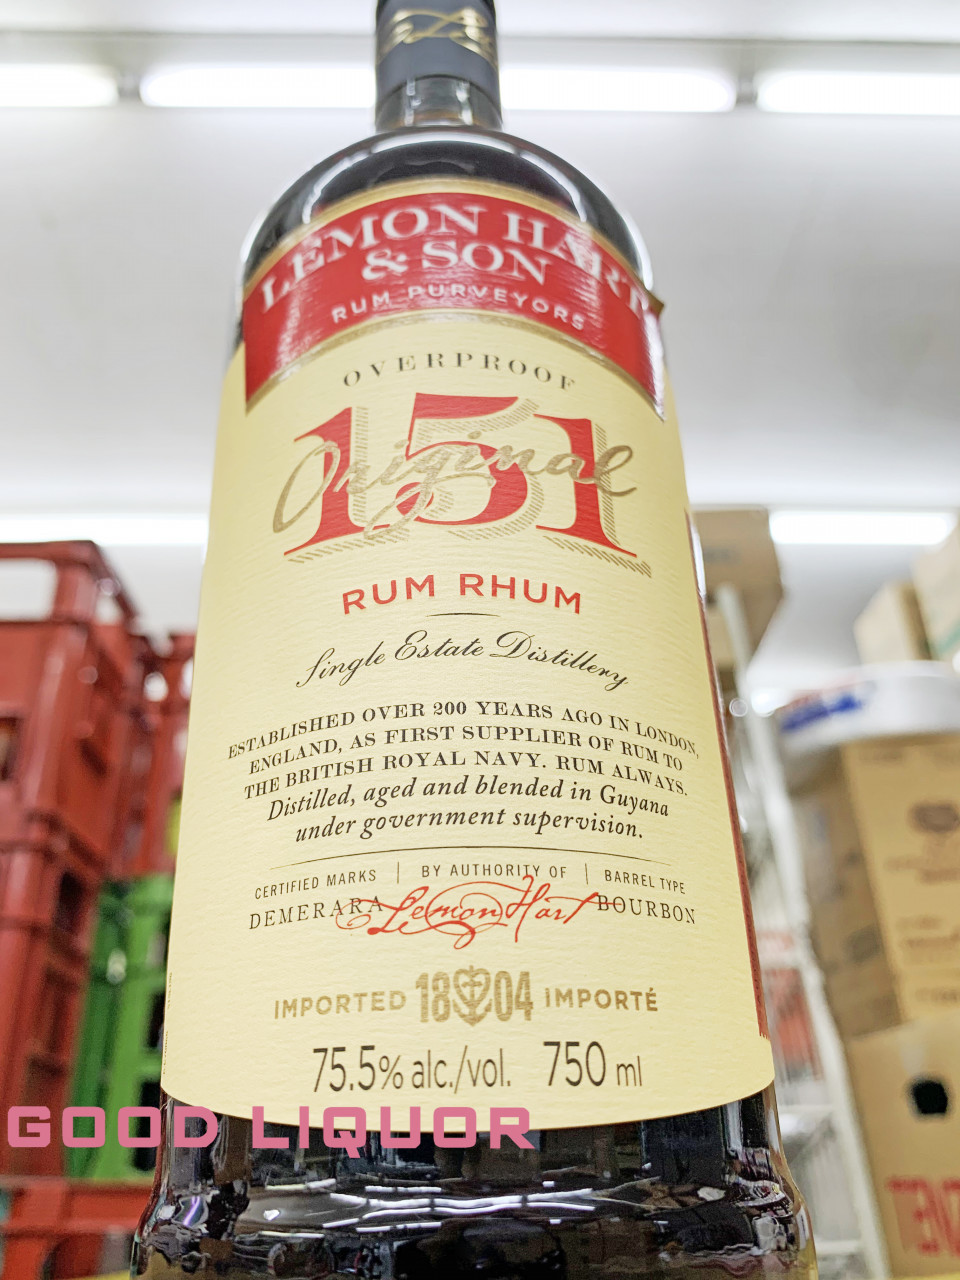 LEMON HART
& SON
RUM PURVEYORS
OVERPROOF
151
Original
RUM RHUM
Single Estate Distillery
ESTABLISHED OVER 200 YEARS AGO IN LONDON,
ENGLAND, AS FIRST SUPPLIER OF RUM TO
THE BRITISH ROYAL NAVY. RUM ALWAYS.
Distilled, aged and blended in Guyana
under government supervision.
CERTIFIED MARKS | BY AUTHORITY OF | BARREL TYPE
DEMERARA Lemon Hart BOURBON
IMPORTED 1804 IMPORTÉ
75.5% alc./vol. 750 ml
GOOD LIQUOR